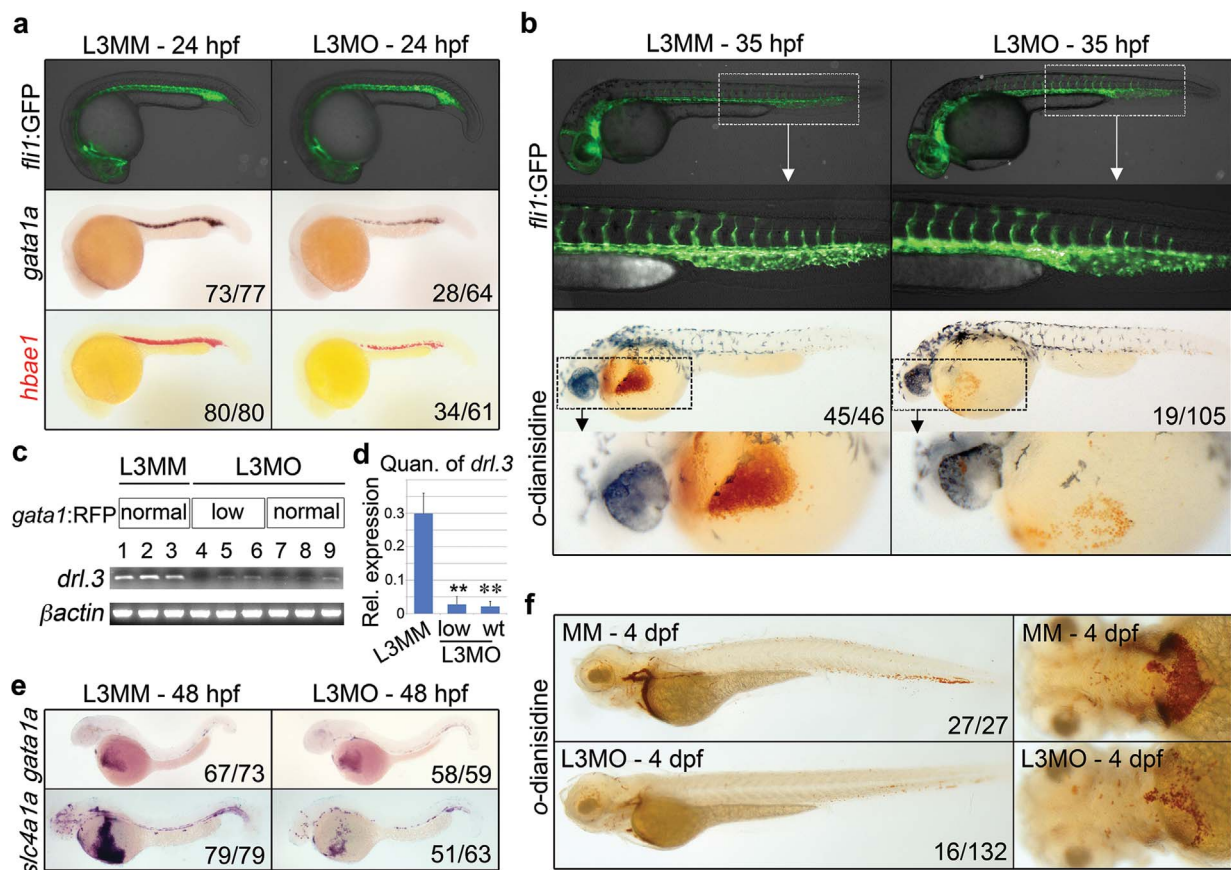 a
L3MM - 24 hpf
L3MO - 24 hpf
fli1:GFP
gata1a
73/77
28/64
hbae1
80/80
34/61
b
L3MM - 35 hpf
L3MO - 35 hpf
fli1:GFP
o-dianisidine
45/46
19/105
c
L3MM
L3MO
gata1:RFP
normal
low
normal
1 2 3 4 5 6 7 8 9
drl.3
βactin
d
Quan. of drl.3
Rel. expression
0.3
0.2
0.1
0
** **
L3MM
low
wt
L3MO
e
L3MM - 48 hpf
L3MO - 48 hpf
gata1a
67/73
58/59
slc4a1a
79/79
51/63
f
o-dianisidine
MM - 4 dpf
27/27
MM - 4 dpf
L3MO - 4 dpf
16/132
L3MO - 4 dpf